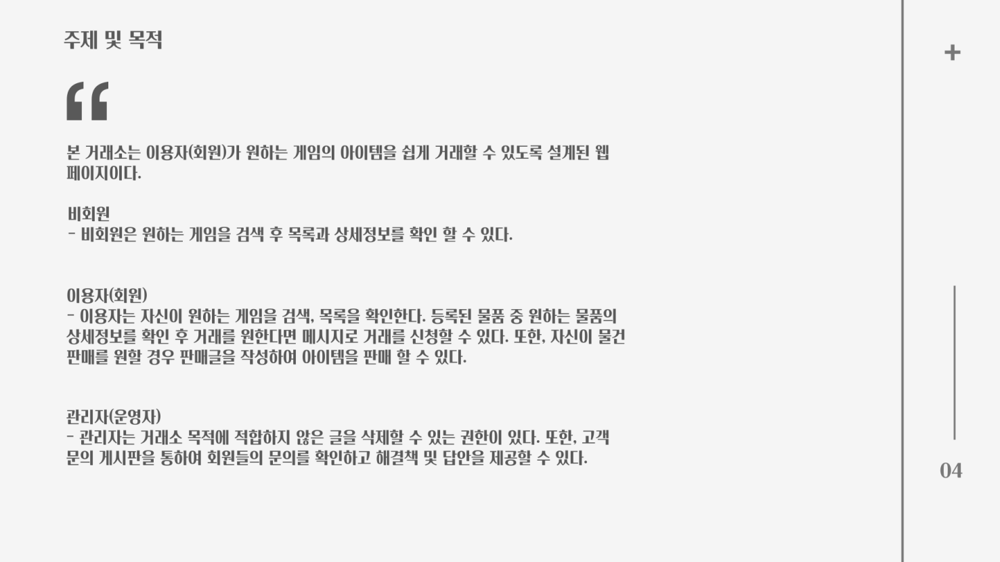 주제 및 목적
+
“
본 거래소는 이용자(회원)가 원하는 게임의 아이템을 쉽게 거래할 수 있도록 설계된 웹
페이지이다.
비회원
- 비회원은 원하는 게임을 검색 후 목록과 상세정보를 확인 할 수 있다.
이용자(회원)
- 이용자는 자신이 원하는 게임을 검색, 목록을 확인한다. 등록된 물품 중 원하는 물품의
상세정보를 확인 후 거래를 원한다면 메시지로 거래를 신청할 수 있다. 또한, 자신이 물건
판매를 원할 경우 판매글을 작성하여 아이템을 판매 할 수 있다.
관리자(운영자)
- 관리자는 거래소 목적에 적합하지 않은 글을 삭제할 수 있는 권한이 있다. 또한, 고객
문의 게시판을 통하여 회원들의 문의를 확인하고 해결책 및 답안을 제공할 수 있다.
04